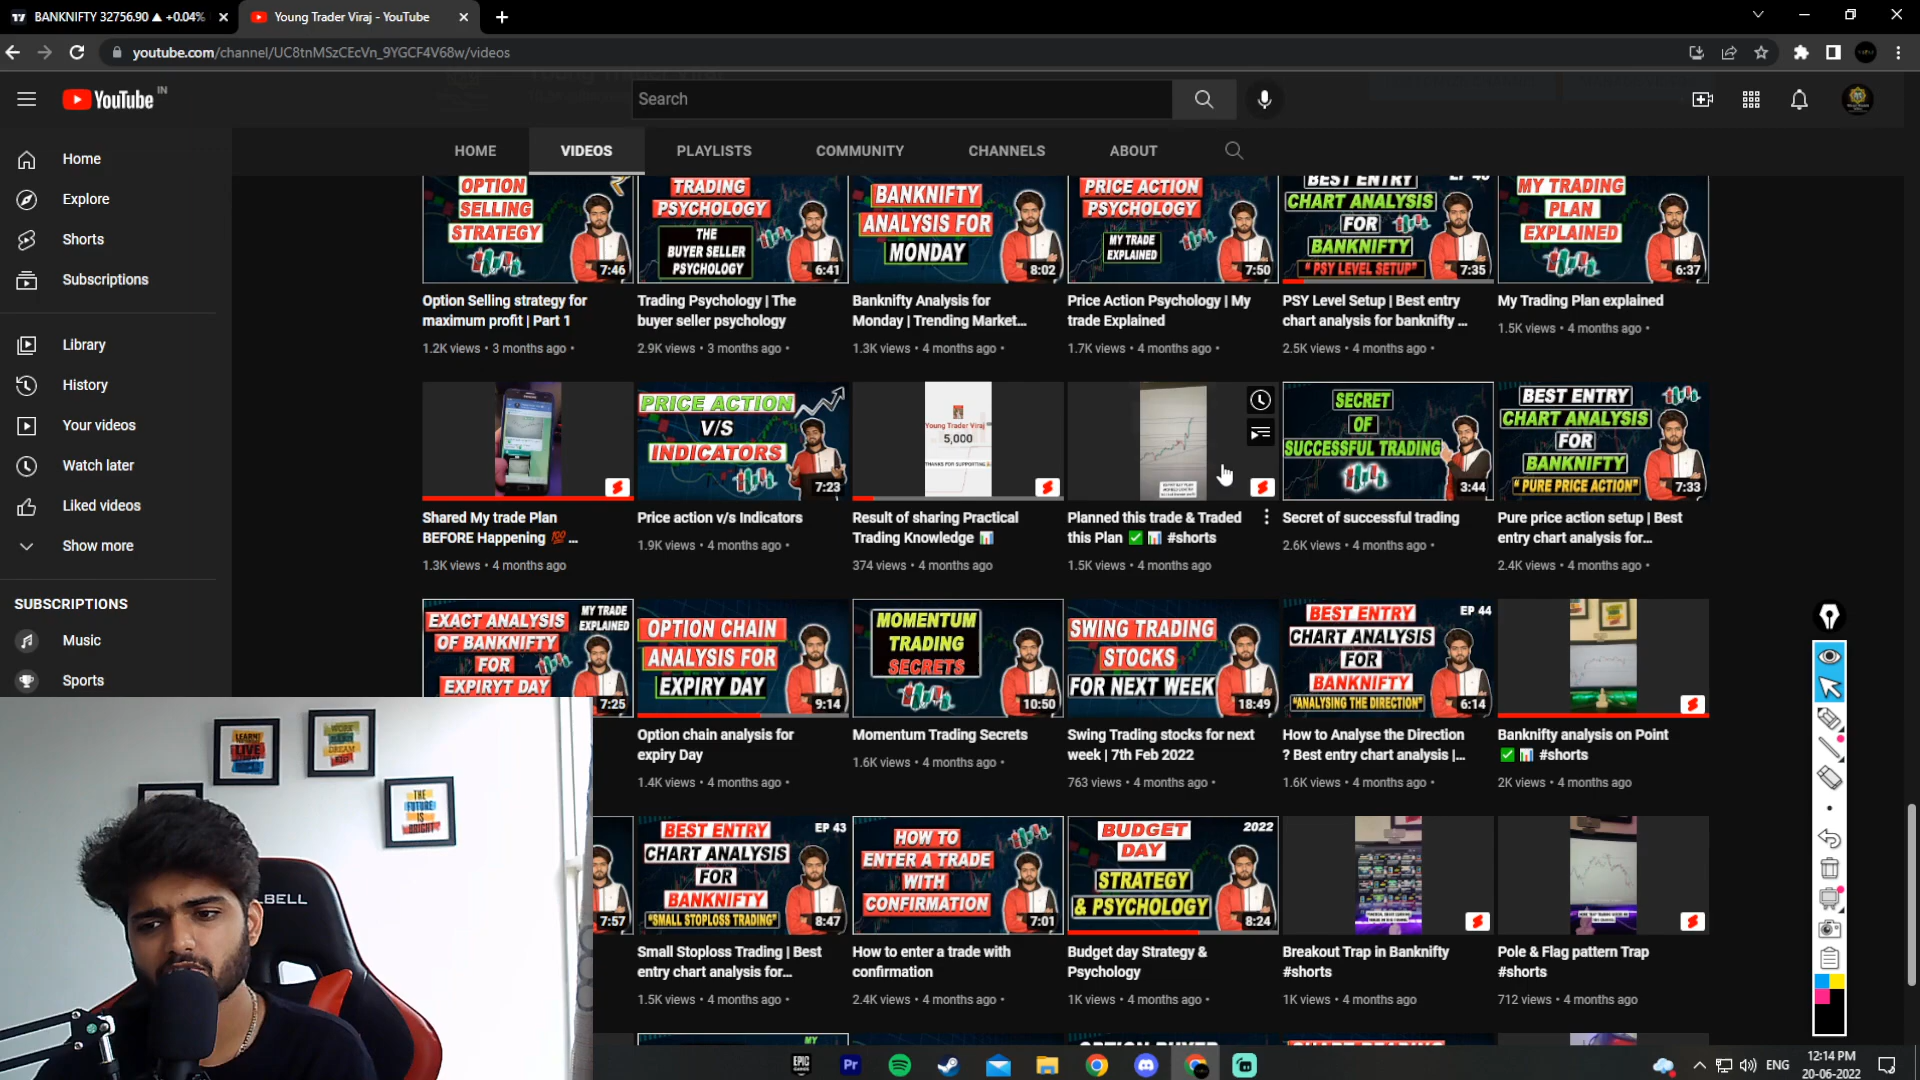 BANKNIFTY 32756.90 ▲ +0.04%
Young Trader Viraj - YouTube
youtube.com/channel/UC8tnMSzCEcVn_9YGCF4V68w/videos
YouTube IN
Search
HOME VIDEOS PLAYLISTS COMMUNITY CHANNELS ABOUT
Home
Explore
Shorts
Subscriptions
Library
History
Your videos
Watch later
Liked videos
Show more
SUBSCRIPTIONS
Music
Sports
OPTION
SELLING
STRATEGY
7:46
Option Selling strategy for
maximum profit | Part 1
1.2K views • 3 months ago •
TRADING
PSYCHOLOGY
THE
BUYER SELLER
PSYCHOLOGY
6:41
Trading Psychology | The
buyer seller psychology
2.9K views • 3 months ago •
BANKNIFTY
ANALYSIS FOR
MONDAY
8:02
Banknifty Analysis for
Monday | Trending Market...
1.3K views • 4 months ago •
PRICE ACTION
PSYCHOLOGY
MY TRADE
EXPLAINED
7:50
Price Action Psychology | My
trade Explained
1.7K views • 4 months ago •
BEST ENTRY
CHART ANALYSIS
FOR
BANKNIFTY
"PSY LEVEL SETUP"
7:35
PSY Level Setup | Best entry
chart analysis for banknifty ...
2.5K views • 4 months ago •
MY TRADING
PLAN
EXPLAINED
6:37
My Trading Plan explained
1.5K views • 4 months ago •
Shared My trade Plan
BEFORE Happening 💯...
1.3K views • 4 months ago
PRICE ACTION
V/S
INDICATORS
7:23
Price action v/s Indicators
1.9K views • 4 months ago •
Young Trader Viraj
5,000
THANKS FOR SUPPORTING
Result of sharing Practical
Trading Knowledge 📊
374 views • 4 months ago
Planned this trade & Traded
this Plan ✅ 📊 #shorts
1.5K views • 4 months ago
SECRET
OF
SUCCESSFUL TRADING
3:44
Secret of successful trading
2.6K views • 4 months ago •
BEST ENTRY
CHART ANALYSIS
FOR
BANKNIFTY
"PURE PRICE ACTION"
7:33
Pure price action setup | Best
entry chart analysis for...
2.4K views • 4 months ago •
EXACT ANALYSIS
OF BANKNIFTY
FOR
EXPIRYT DAY
MY TRADE
EXPLAINED
7:25
OPTION CHAIN
ANALYSIS FOR
EXPIRY DAY
9:14
Option chain analysis for
expiry Day
1.4K views • 4 months ago •
MOMENTUM
TRADING
SECRETS
10:50
Momentum Trading Secrets
1.6K views • 4 months ago •
SWING TRADING
STOCKS
FOR NEXT WEEK
18:49
Swing Trading stocks for next
week | 7th Feb 2022
763 views • 4 months ago •
BEST ENTRY
EP 44
CHART ANALYSIS
FOR
BANKNIFTY
"ANALYSING THE DIRECTION"
6:14
How to Analyse the Direction
? Best entry chart analysis |...
1.6K views • 4 months ago •
Banknifty analysis on Point
✅ 📊 #shorts
2K views • 4 months ago
7:57
BEST ENTRY
EP 43
CHART ANALYSIS
FOR
BANKNIFTY
"SMALL STOPLOSS TRADING"
8:47
Small Stoploss Trading | Best
entry chart analysis for...
1.5K views • 4 months ago •
HOW TO
ENTER A TRADE
WITH
CONFIRMATION
7:01
How to enter a trade with
confirmation
2.4K views • 4 months ago •
BUDGET
DAY
2022
STRATEGY
& PSYCHOLOGY
8:24
Budget day Strategy &
Psychology
1K views • 4 months ago •
Breakout Trap in Banknifty
#shorts
1K views • 4 months ago
Pole & Flag pattern Trap
#shorts
712 views • 4 months ago
LEARN
LIVE
WORK
DREAM
THE
FUTURE
IS
BRIGHT
BELL
EPIC
Pr
ENG
12:14 PM
20-06-2022